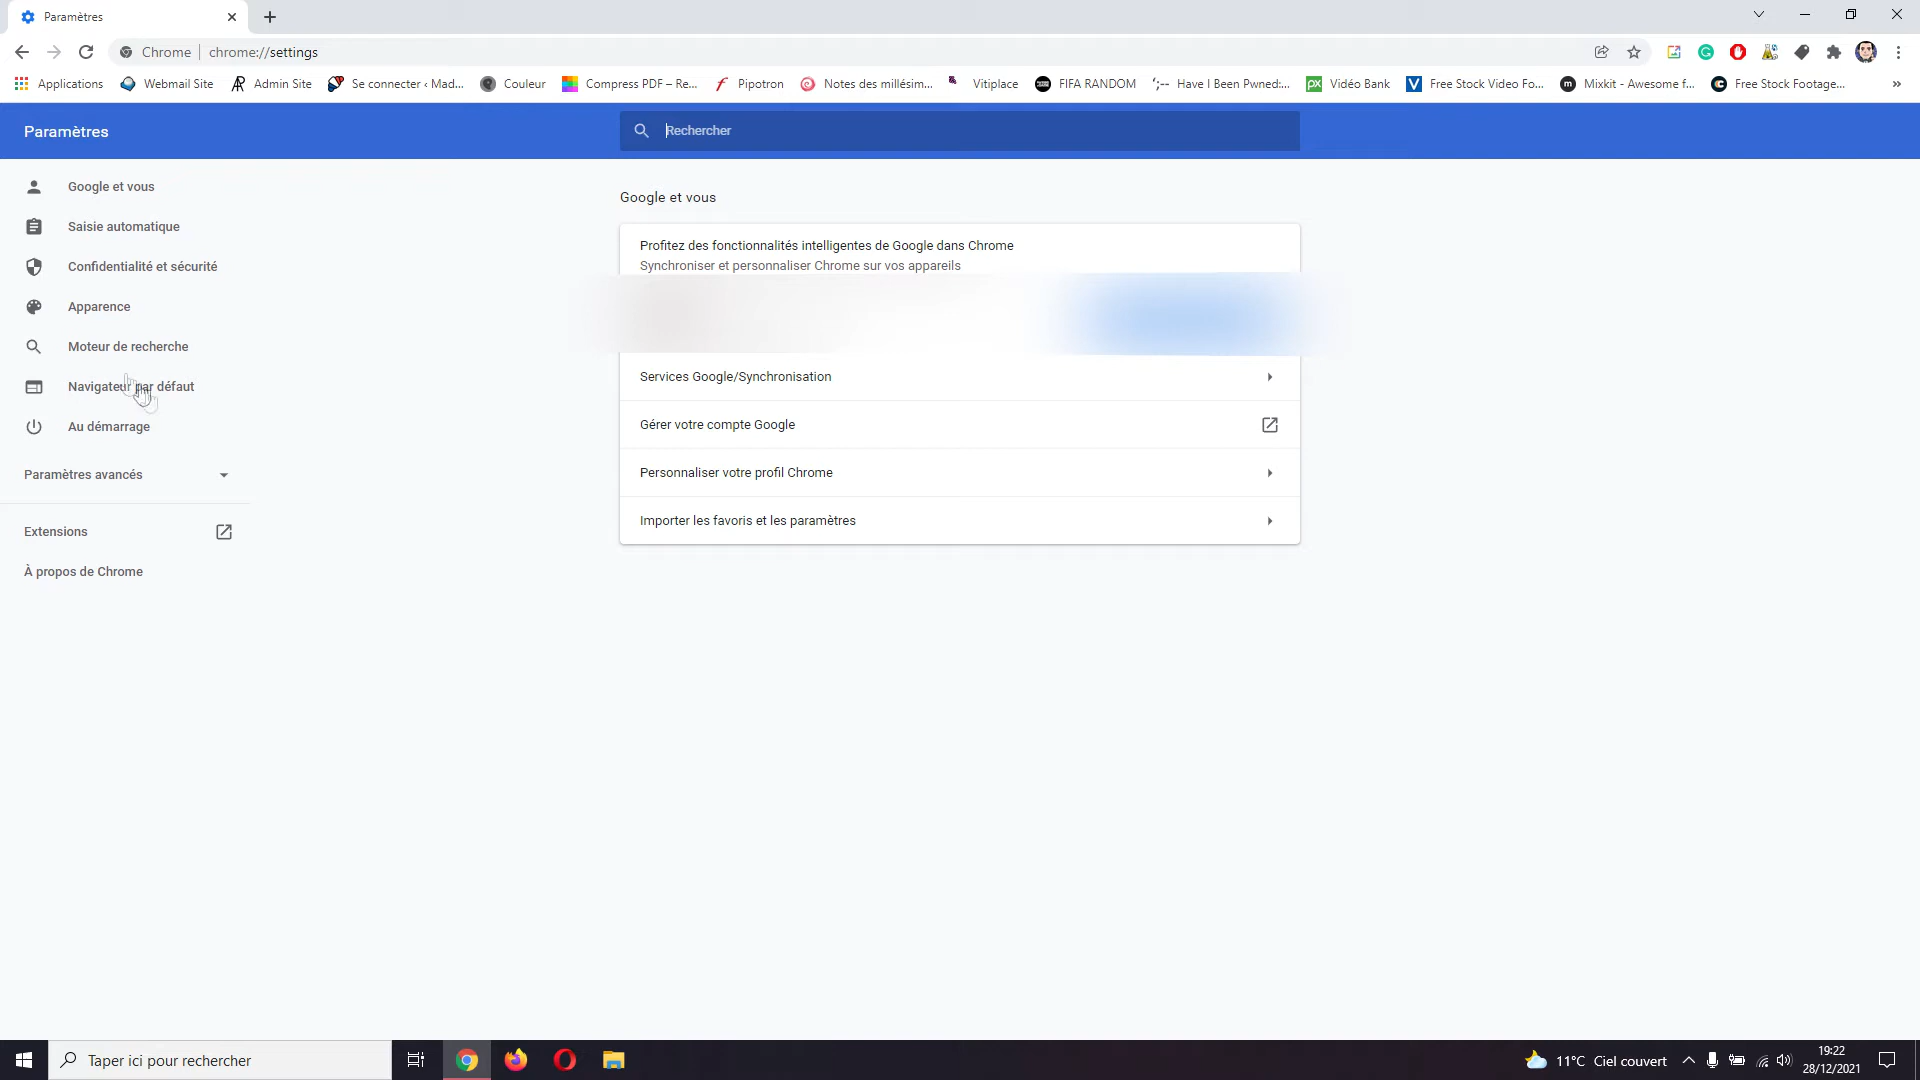 Paramètres
Chrome chrome://settings
Applications Webmail Site Admin Site Se connecter ‹ Mad... Couleur Compress PDF – Re... Pipotron Notes des millésim... Vitiplace FIFA RANDOM Have I Been Pwned:... Vidéo Bank Free Stock Video Fo... Mixkit - Awesome f... Free Stock Footage... »
Paramètres
Rechercher
Google et vous
Saisie automatique
Confidentialité et sécurité
Apparence
Moteur de recherche
Navigateur par défaut
Au démarrage
Paramètres avancés
Extensions
À propos de Chrome
Google et vous
Profitez des fonctionnalités intelligentes de Google dans Chrome
Synchroniser et personnaliser Chrome sur vos appareils
Services Google/Synchronisation
Gérer votre compte Google
Personnaliser votre profil Chrome
Importer les favoris et les paramètres
Taper ici pour rechercher
11°C Ciel couvert
19:22
28/12/2021